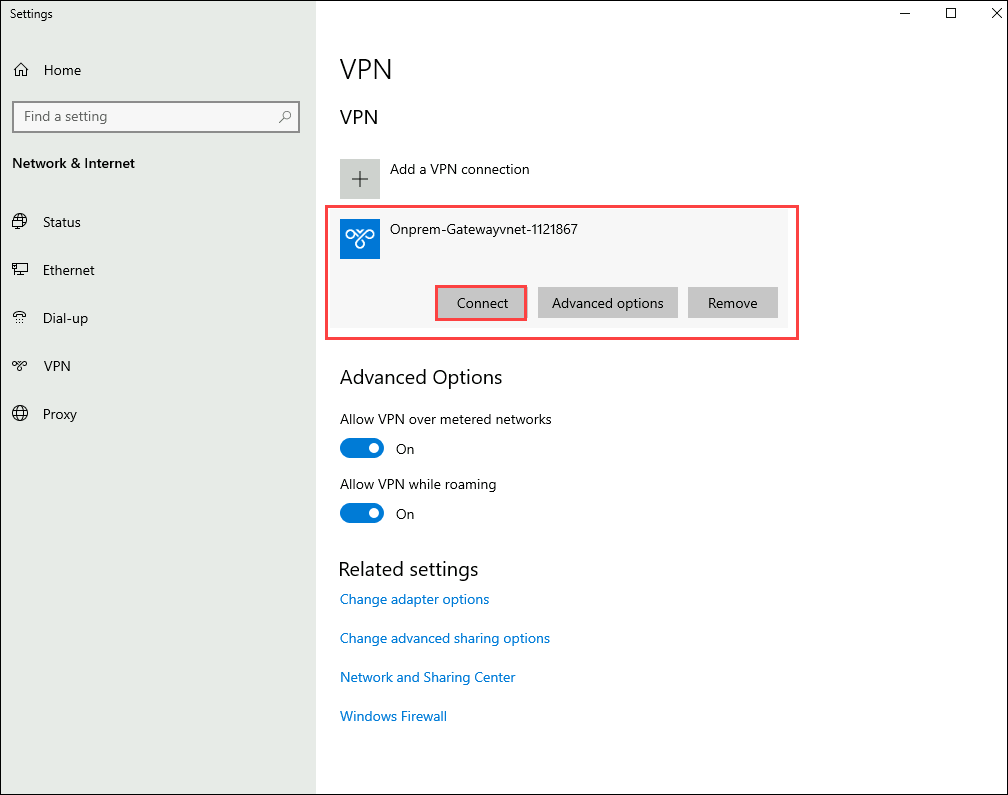 Settings
Home
Find a setting
Network & Internet
Status
Ethernet
Dial-up
VPN
Proxy
VPN
VPN
Add a VPN connection
Onprem-Gatewayvnet-1121867
Connect
Advanced options
Remove
Advanced Options
Allow VPN over metered networks
On
Allow VPN while roaming
On
Related settings
Change adapter options
Change advanced sharing options
Network and Sharing Center
Windows Firewall